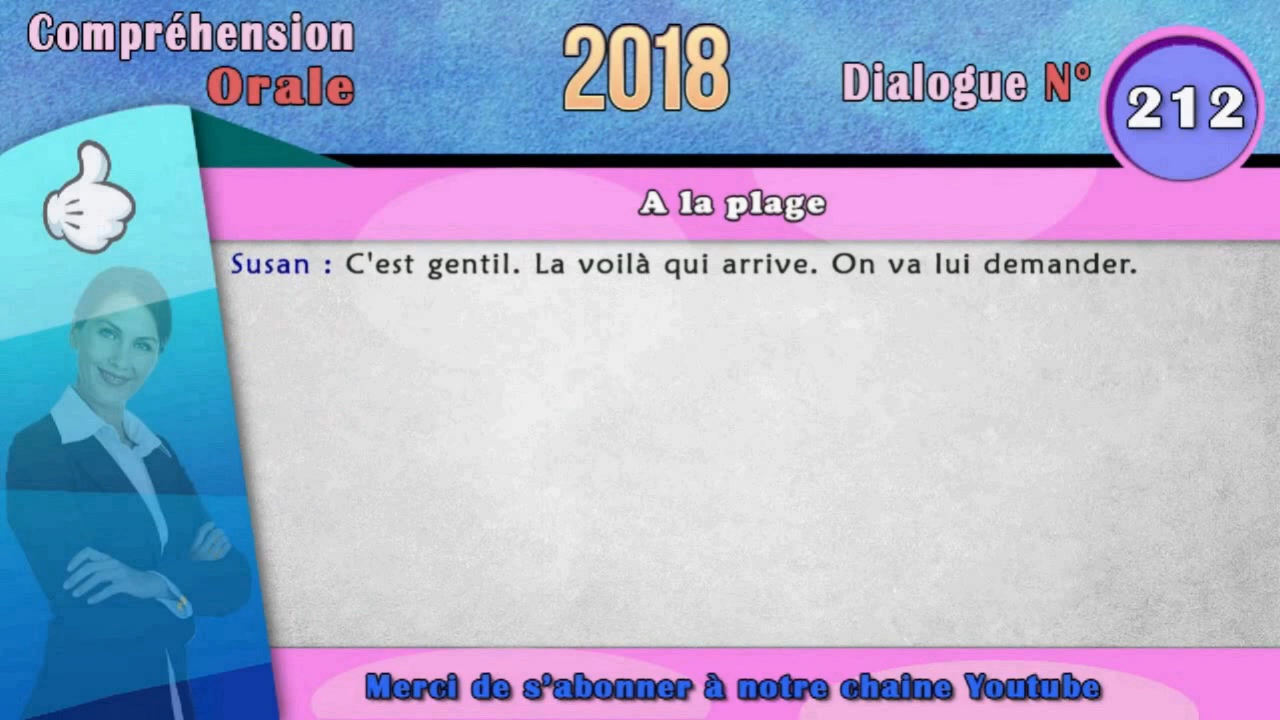 Compréhension
Orale
2018
Dialogue N°
212
A la plage
Susan : C'est gentil. La voilà qui arrive. On va lui demander.
Merci de s'abonner à notre chaine Youtube